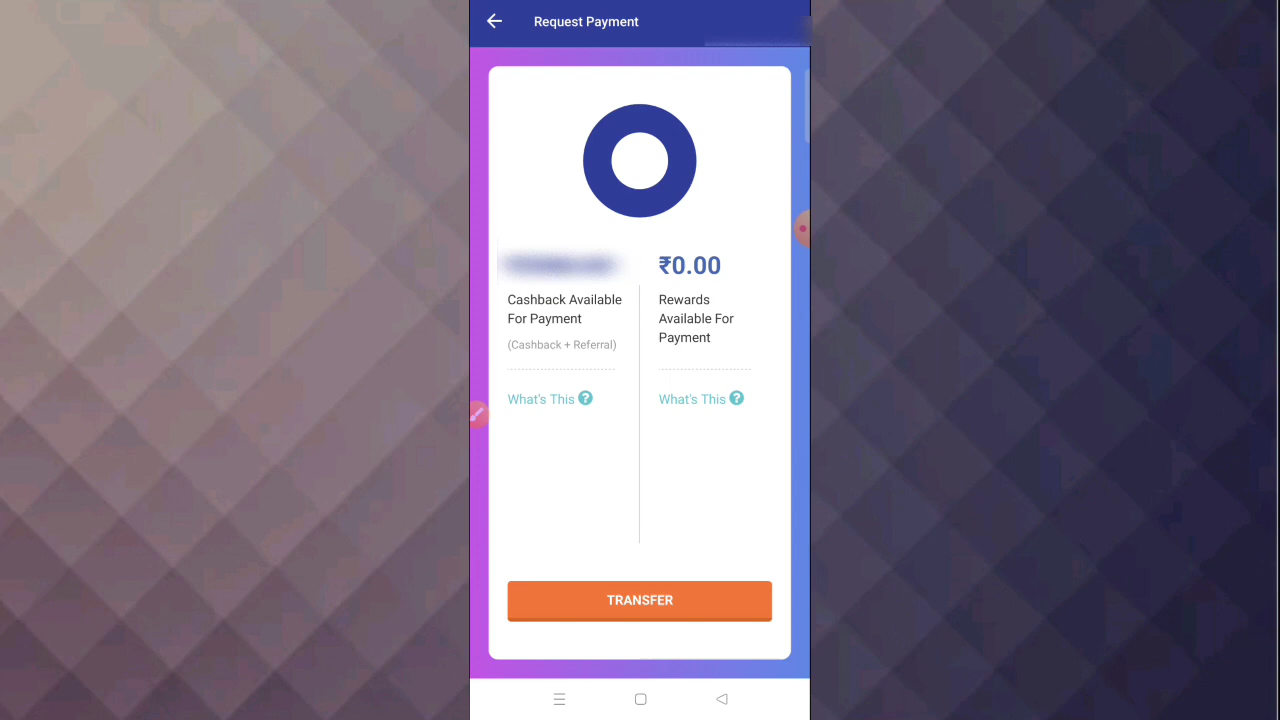 Request Payment
₹0.00
Cashback Available
For Payment
(Cashback + Referral)
What's This ?
Rewards
Available For
Payment
What's This ?
TRANSFER